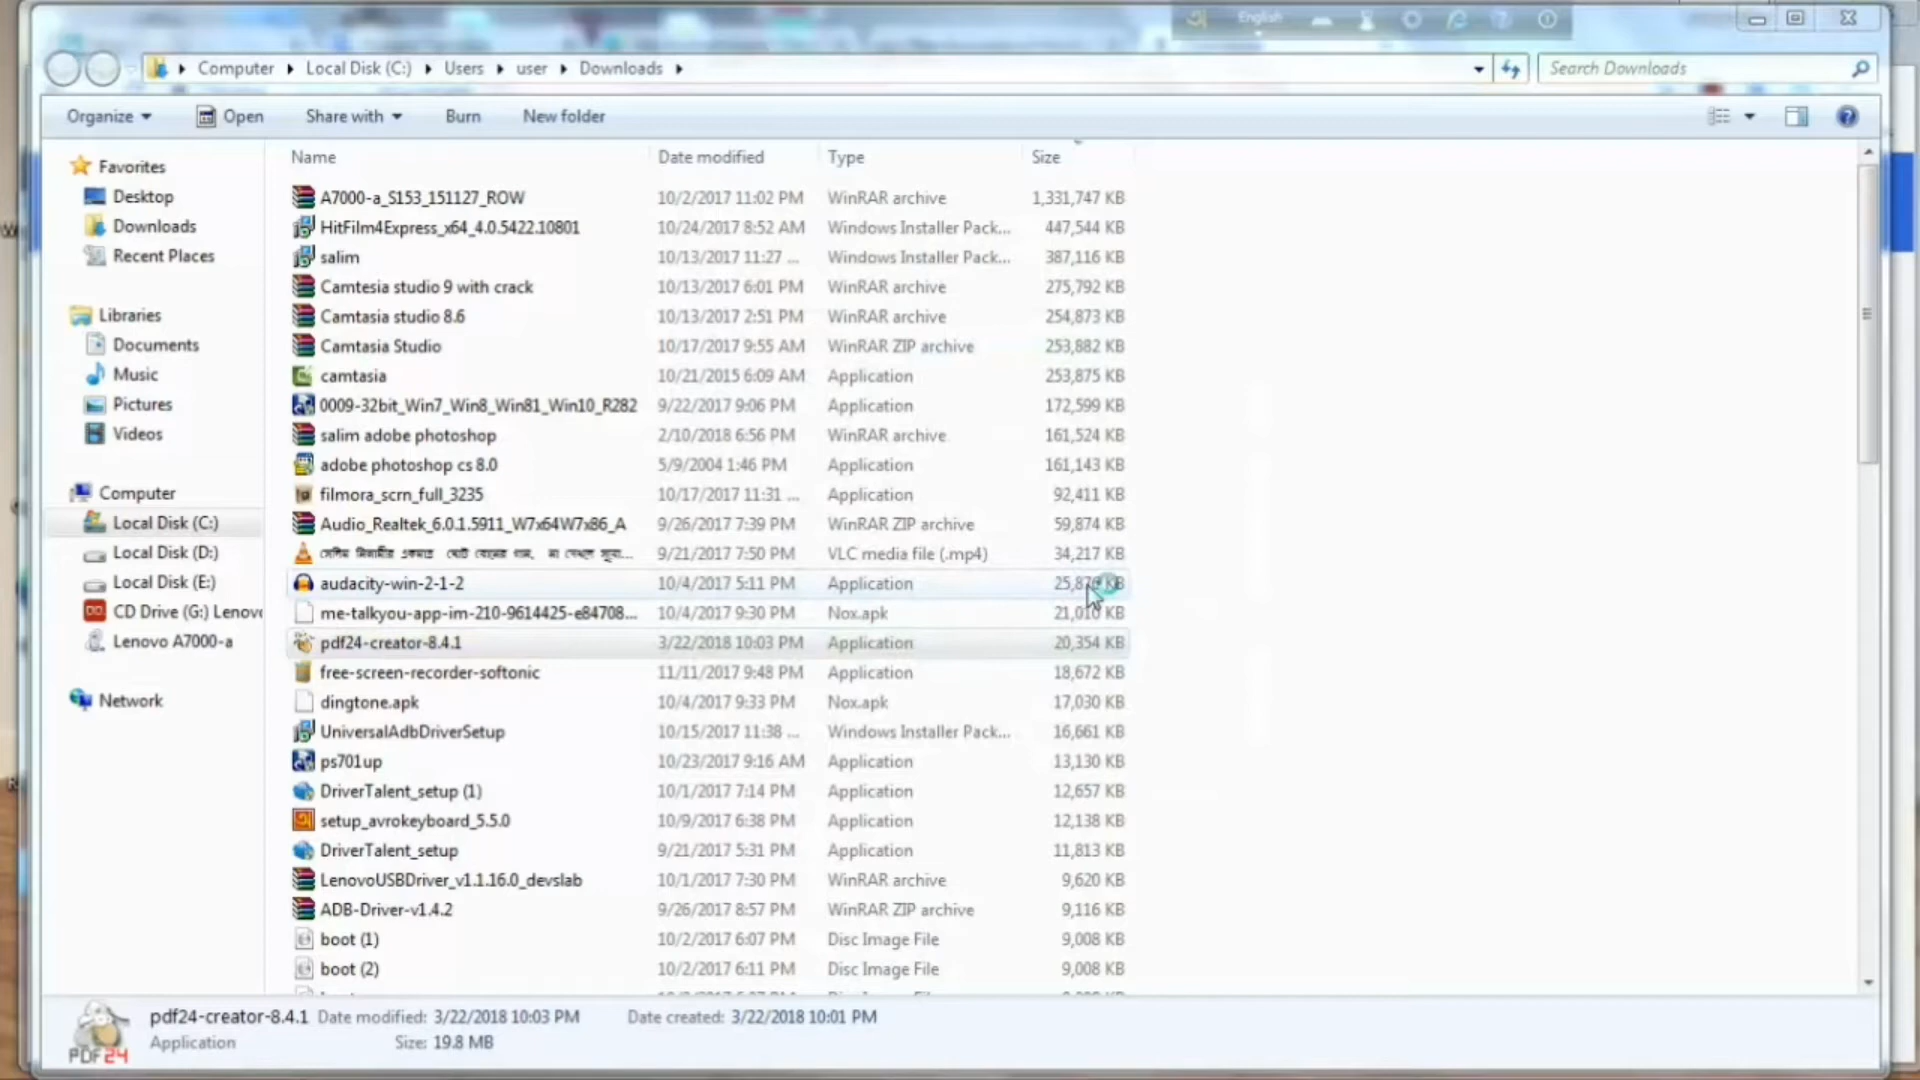 English
Computer Local Disk (C:) Users user Downloads
Search Downloads
Organize Open Share with Burn New folder
Name Date modified Type Size
Favorites
Desktop
Downloads
Recent Places
Libraries
Documents
Music
Pictures
Videos
Computer
Local Disk (C:)
Local Disk (D:)
Local Disk (E:)
CD Drive (G:) Lenovo
Lenovo A7000-a
Network
A7000-a_S153_151127_ROW 10/2/2017 11:02 PM WinRAR archive 1,331,747 KB
HitFilm4Express_x64_4.0.5422.10801 10/24/2017 8:52 AM Windows Installer Pack... 447,544 KB
salim 10/13/2017 11:27 ... Windows Installer Pack... 387,116 KB
Camtesia studio 9 with crack 10/13/2017 6:01 PM WinRAR archive 275,792 KB
Camtasia studio 8.6 10/13/2017 2:51 PM WinRAR archive 254,873 KB
Camtasia Studio 10/17/2017 9:55 AM WinRAR ZIP archive 253,882 KB
camtasia 10/21/2015 6:09 AM Application 253,875 KB
0009-32bit_Win7_Win8_Win81_Win10_R282 9/22/2017 9:06 PM Application 172,599 KB
salim adobe photoshop 2/10/2018 6:56 PM WinRAR archive 161,524 KB
adobe photoshop cs 8.0 5/9/2004 1:46 PM Application 161,143 KB
filmora_scrn_full_3235 10/17/2017 11:31 ... Application 92,411 KB
Audio_Realtek_6.0.1.5911_W7x64W7x86_A 9/26/2017 7:39 PM WinRAR ZIP archive 59,874 KB
9/21/2017 7:50 PM VLC media file (.mp4) 34,217 KB
audacity-win-2-1-2 10/4/2017 5:11 PM Application KB
me-talkyou-app-im-210-9614425-e84708... 10/4/2017 9:30 PM Nox.apk 21,010 KB
pdf24-creator-8.4.1 3/22/2018 10:03 PM Application 20,354 KB
free-screen-recorder-softonic 11/11/2017 9:48 PM Application 18,672 KB
dingtone.apk 10/4/2017 9:33 PM Nox.apk 17,030 KB
UniversalAdbDriverSetup 10/15/2017 11:38 ... Windows Installer Pack... 16,661 KB
ps701up 10/23/2017 9:16 AM Application 13,130 KB
DriverTalent_setup (1) 10/1/2017 7:14 PM Application 12,657 KB
setup_avrokeyboard_5.5.0 10/9/2017 6:38 PM Application 12,138 KB
DriverTalent_setup 9/21/2017 5:31 PM Application 11,813 KB
LenovoUSBDriver_v1.1.16.0_devslab 10/1/2017 7:30 PM WinRAR archive 9,620 KB
ADB-Driver-v1.4.2 9/26/2017 8:57 PM WinRAR ZIP archive 9,116 KB
boot (1) 10/2/2017 6:07 PM Disc Image File 9,008 KB
boot (2) 10/2/2017 6:11 PM Disc Image File 9,008 KB
pdf24-creator-8.4.1 Date modified: 3/22/2018 10:03 PM Date created: 3/22/2018 10:01 PM
Application Size: 19.8 MB
PDF24